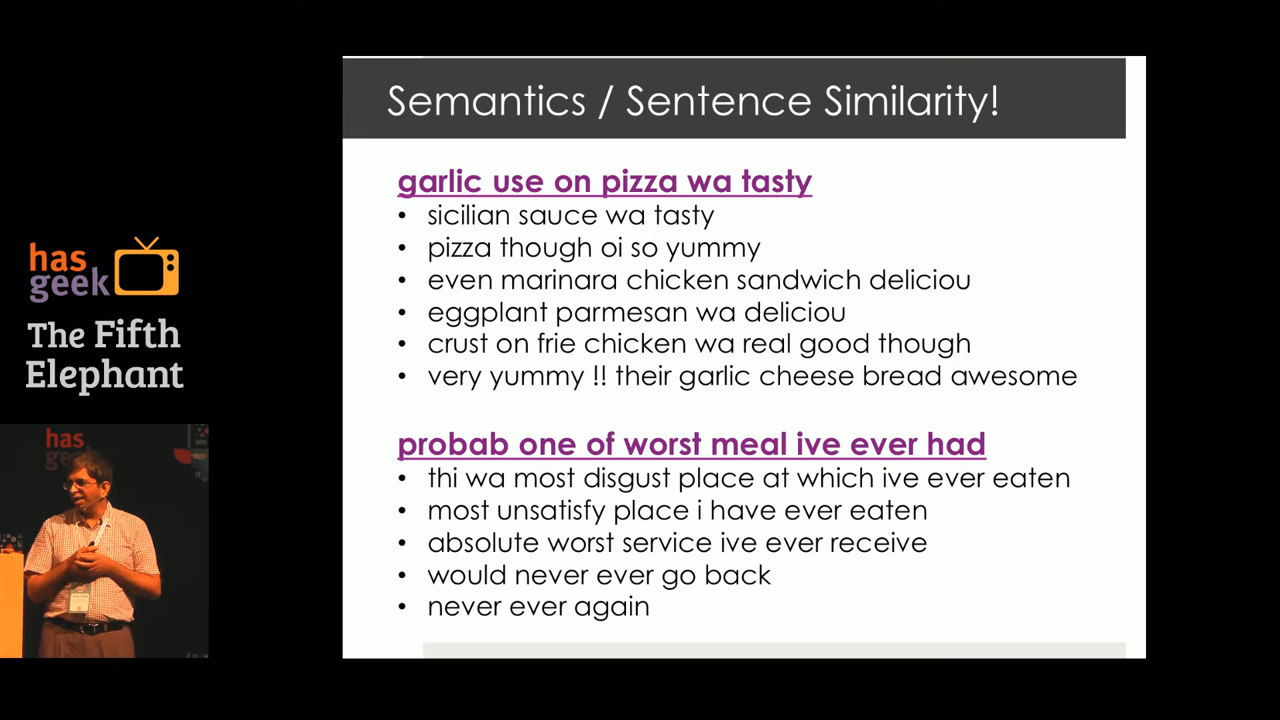 Semantics / Sentence Similarity!
garlic use on pizza wa tasty
• sicilian sauce wa tasty
• pizza though oi so yummy
• even marinara chicken sandwich deliciou
• eggplant parmesan wa deliciou
• crust on frie chicken wa real good though
• very yummy !! their garlic cheese bread awesome
probab one of worst meal ive ever had
• thi wa most disgust place at which ive ever eaten
• most unsatisfy place i have ever eaten
• absolute worst service ive ever receive
• would never ever go back
• never ever again
has
geek
The Fifth
Elephant
has
geek